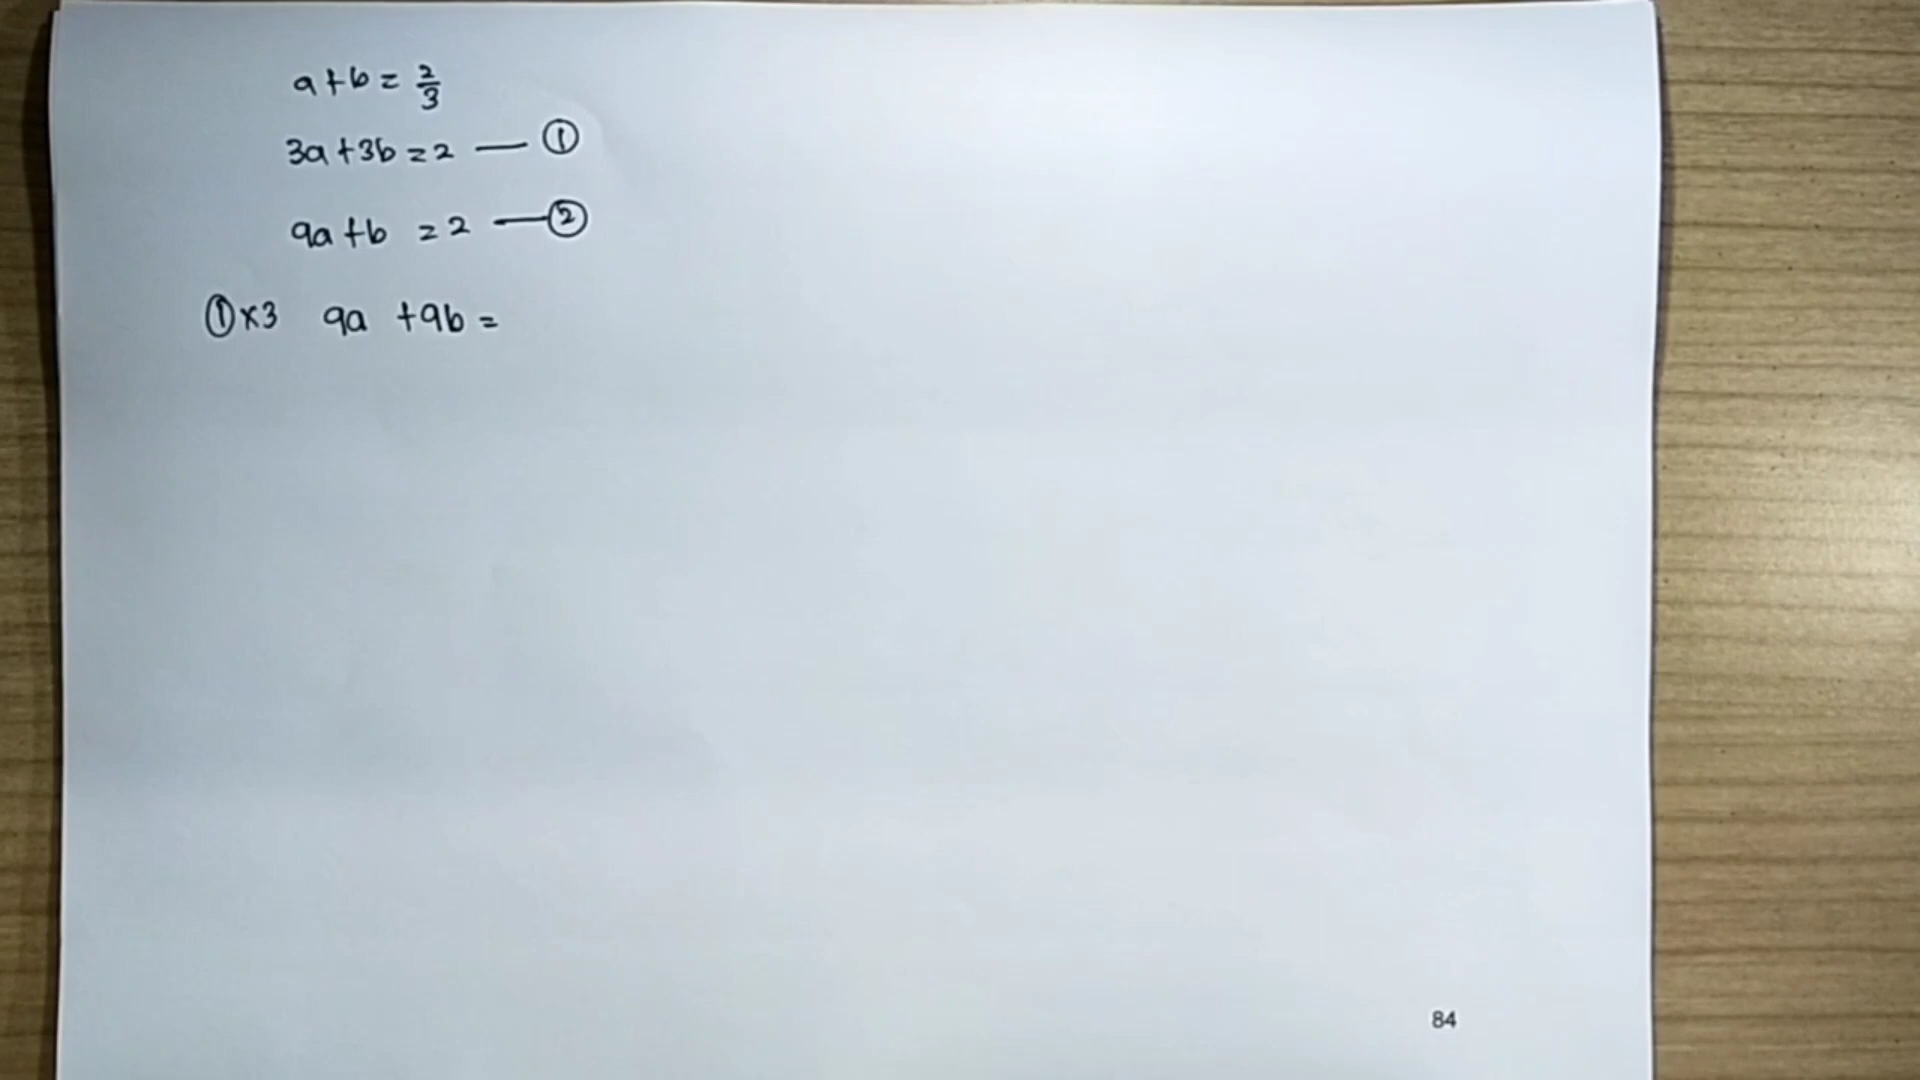 a+b = 2/3
3a+3b = 2 — ①
9a+b = 2 — ②
①×3 9a +9b =
84